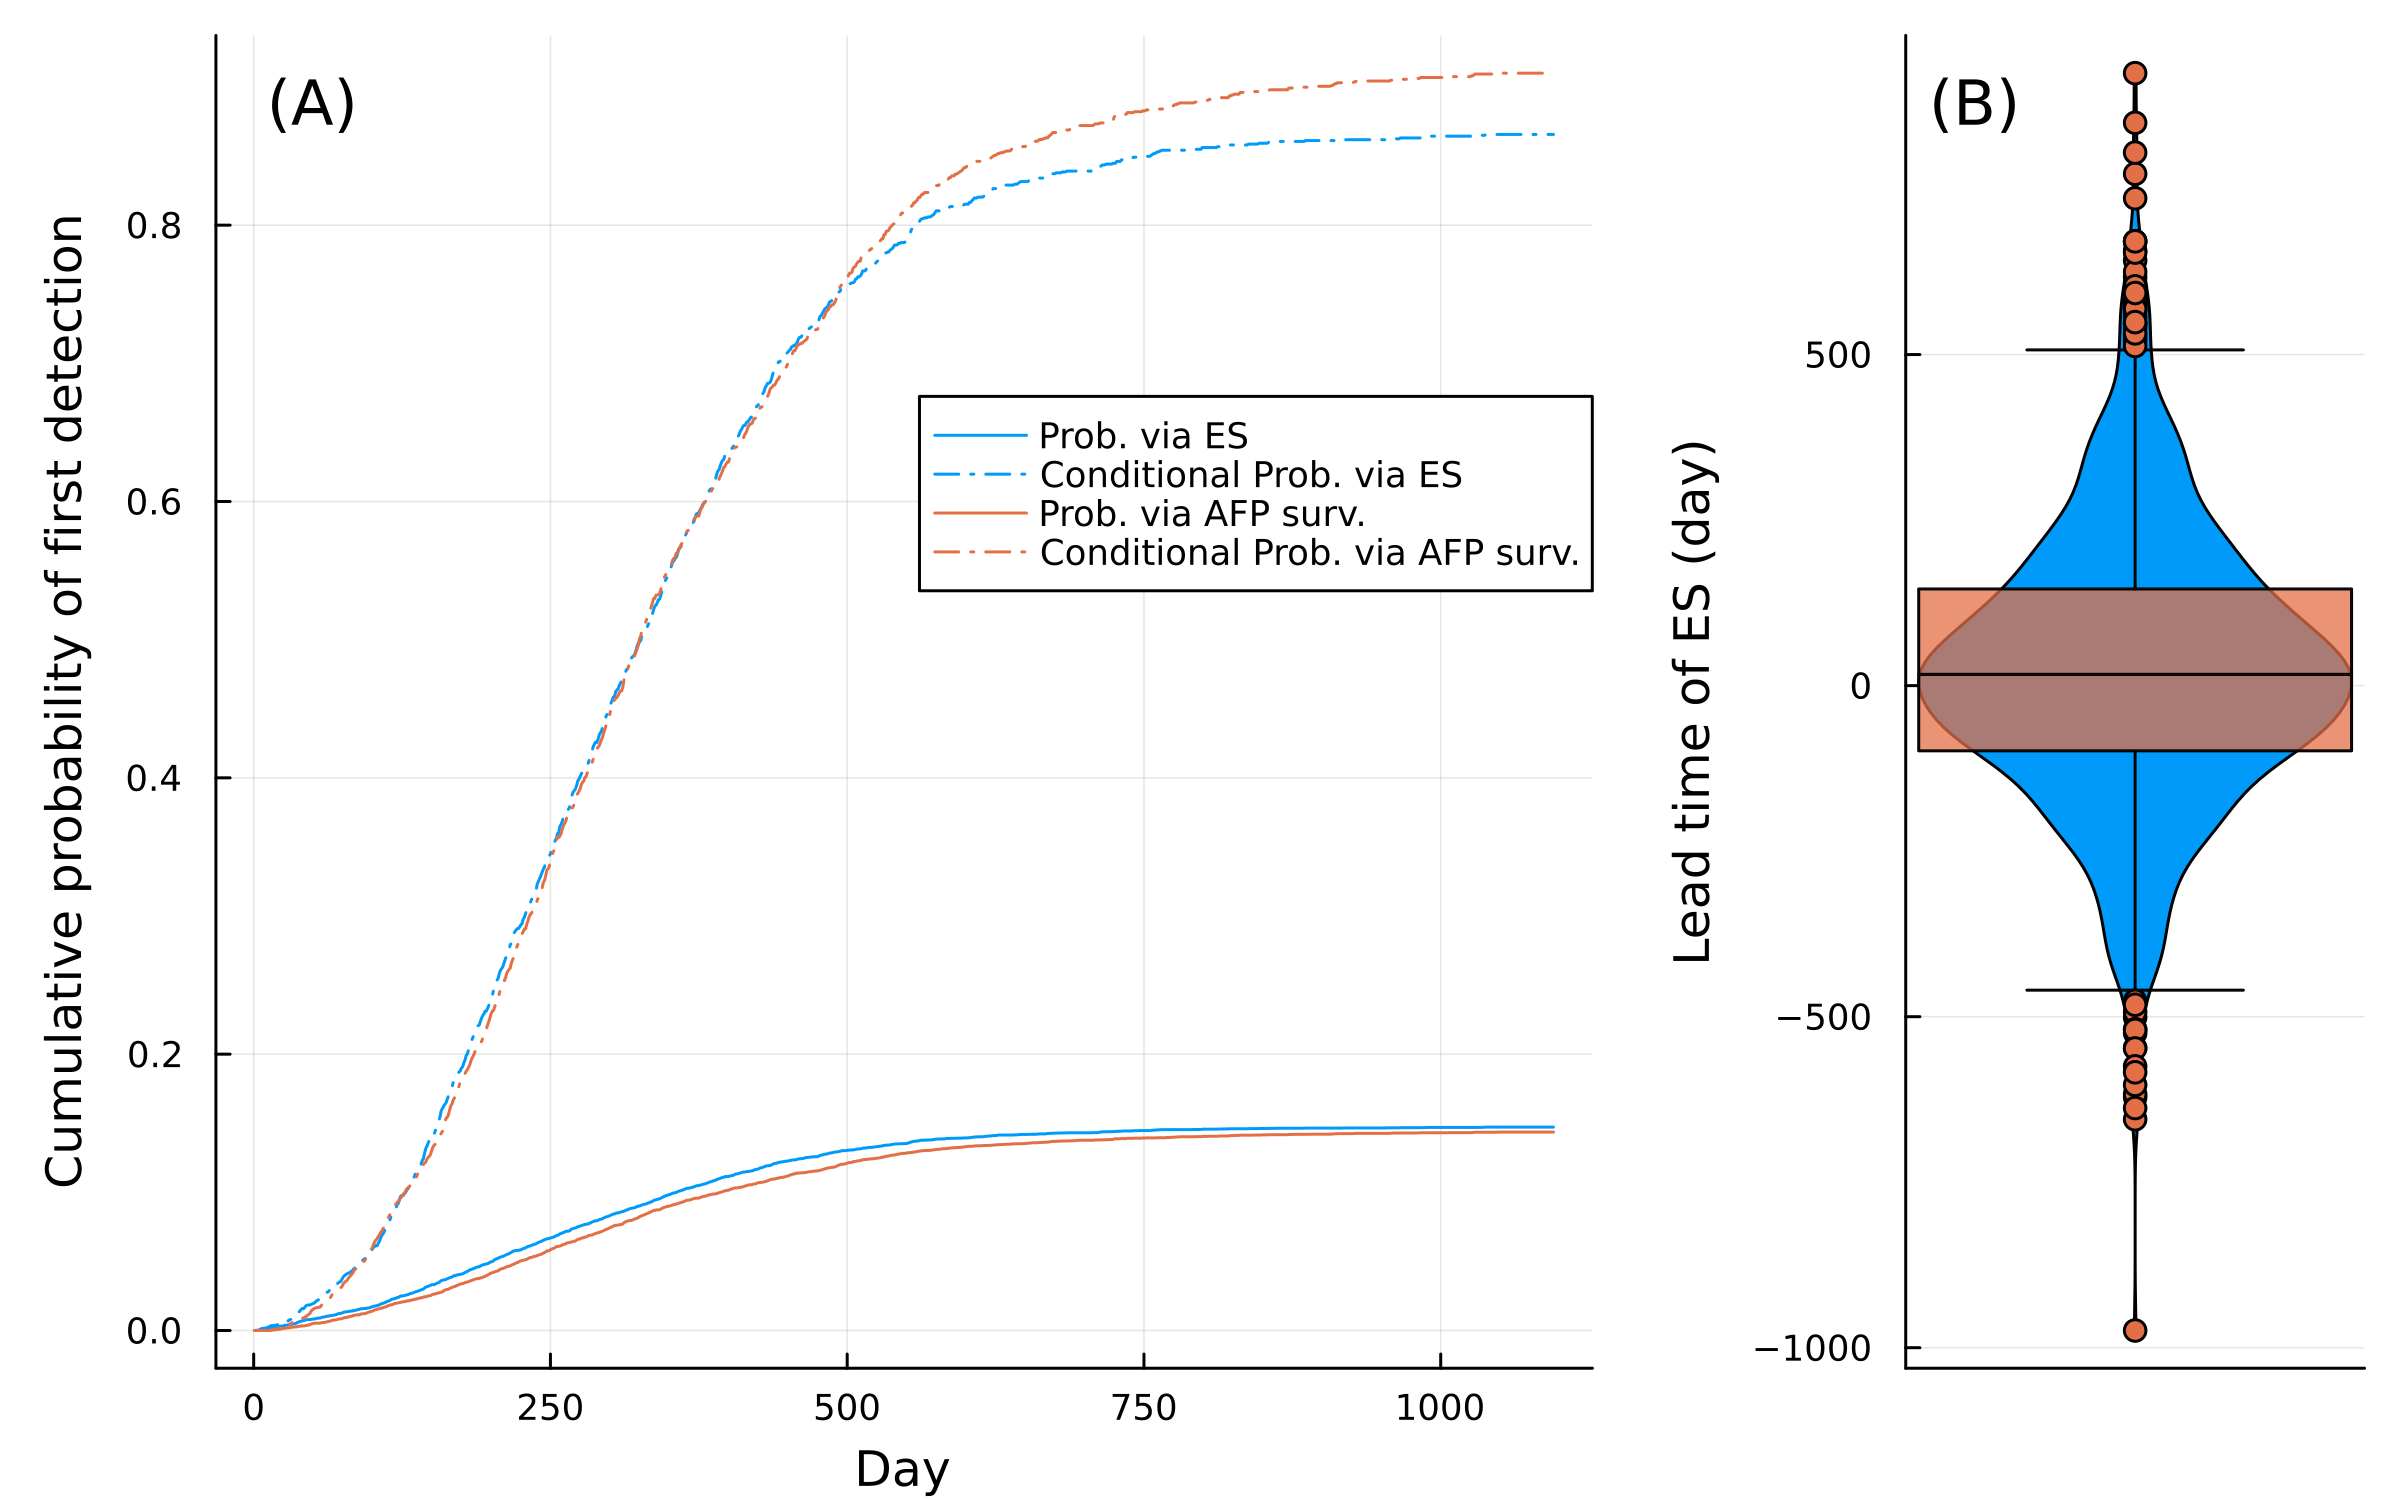 (A)
Cumulative probability of first detection
0.8
0.6
0.4
0.2
0.0
0
250
500
750
1000
Day
Prob. via ES
Conditional Prob. via ES
Prob. via AFP surv.
Conditional Prob. via AFP surv.
(B)
Lead time of ES (day)
500
0
−500
−1000